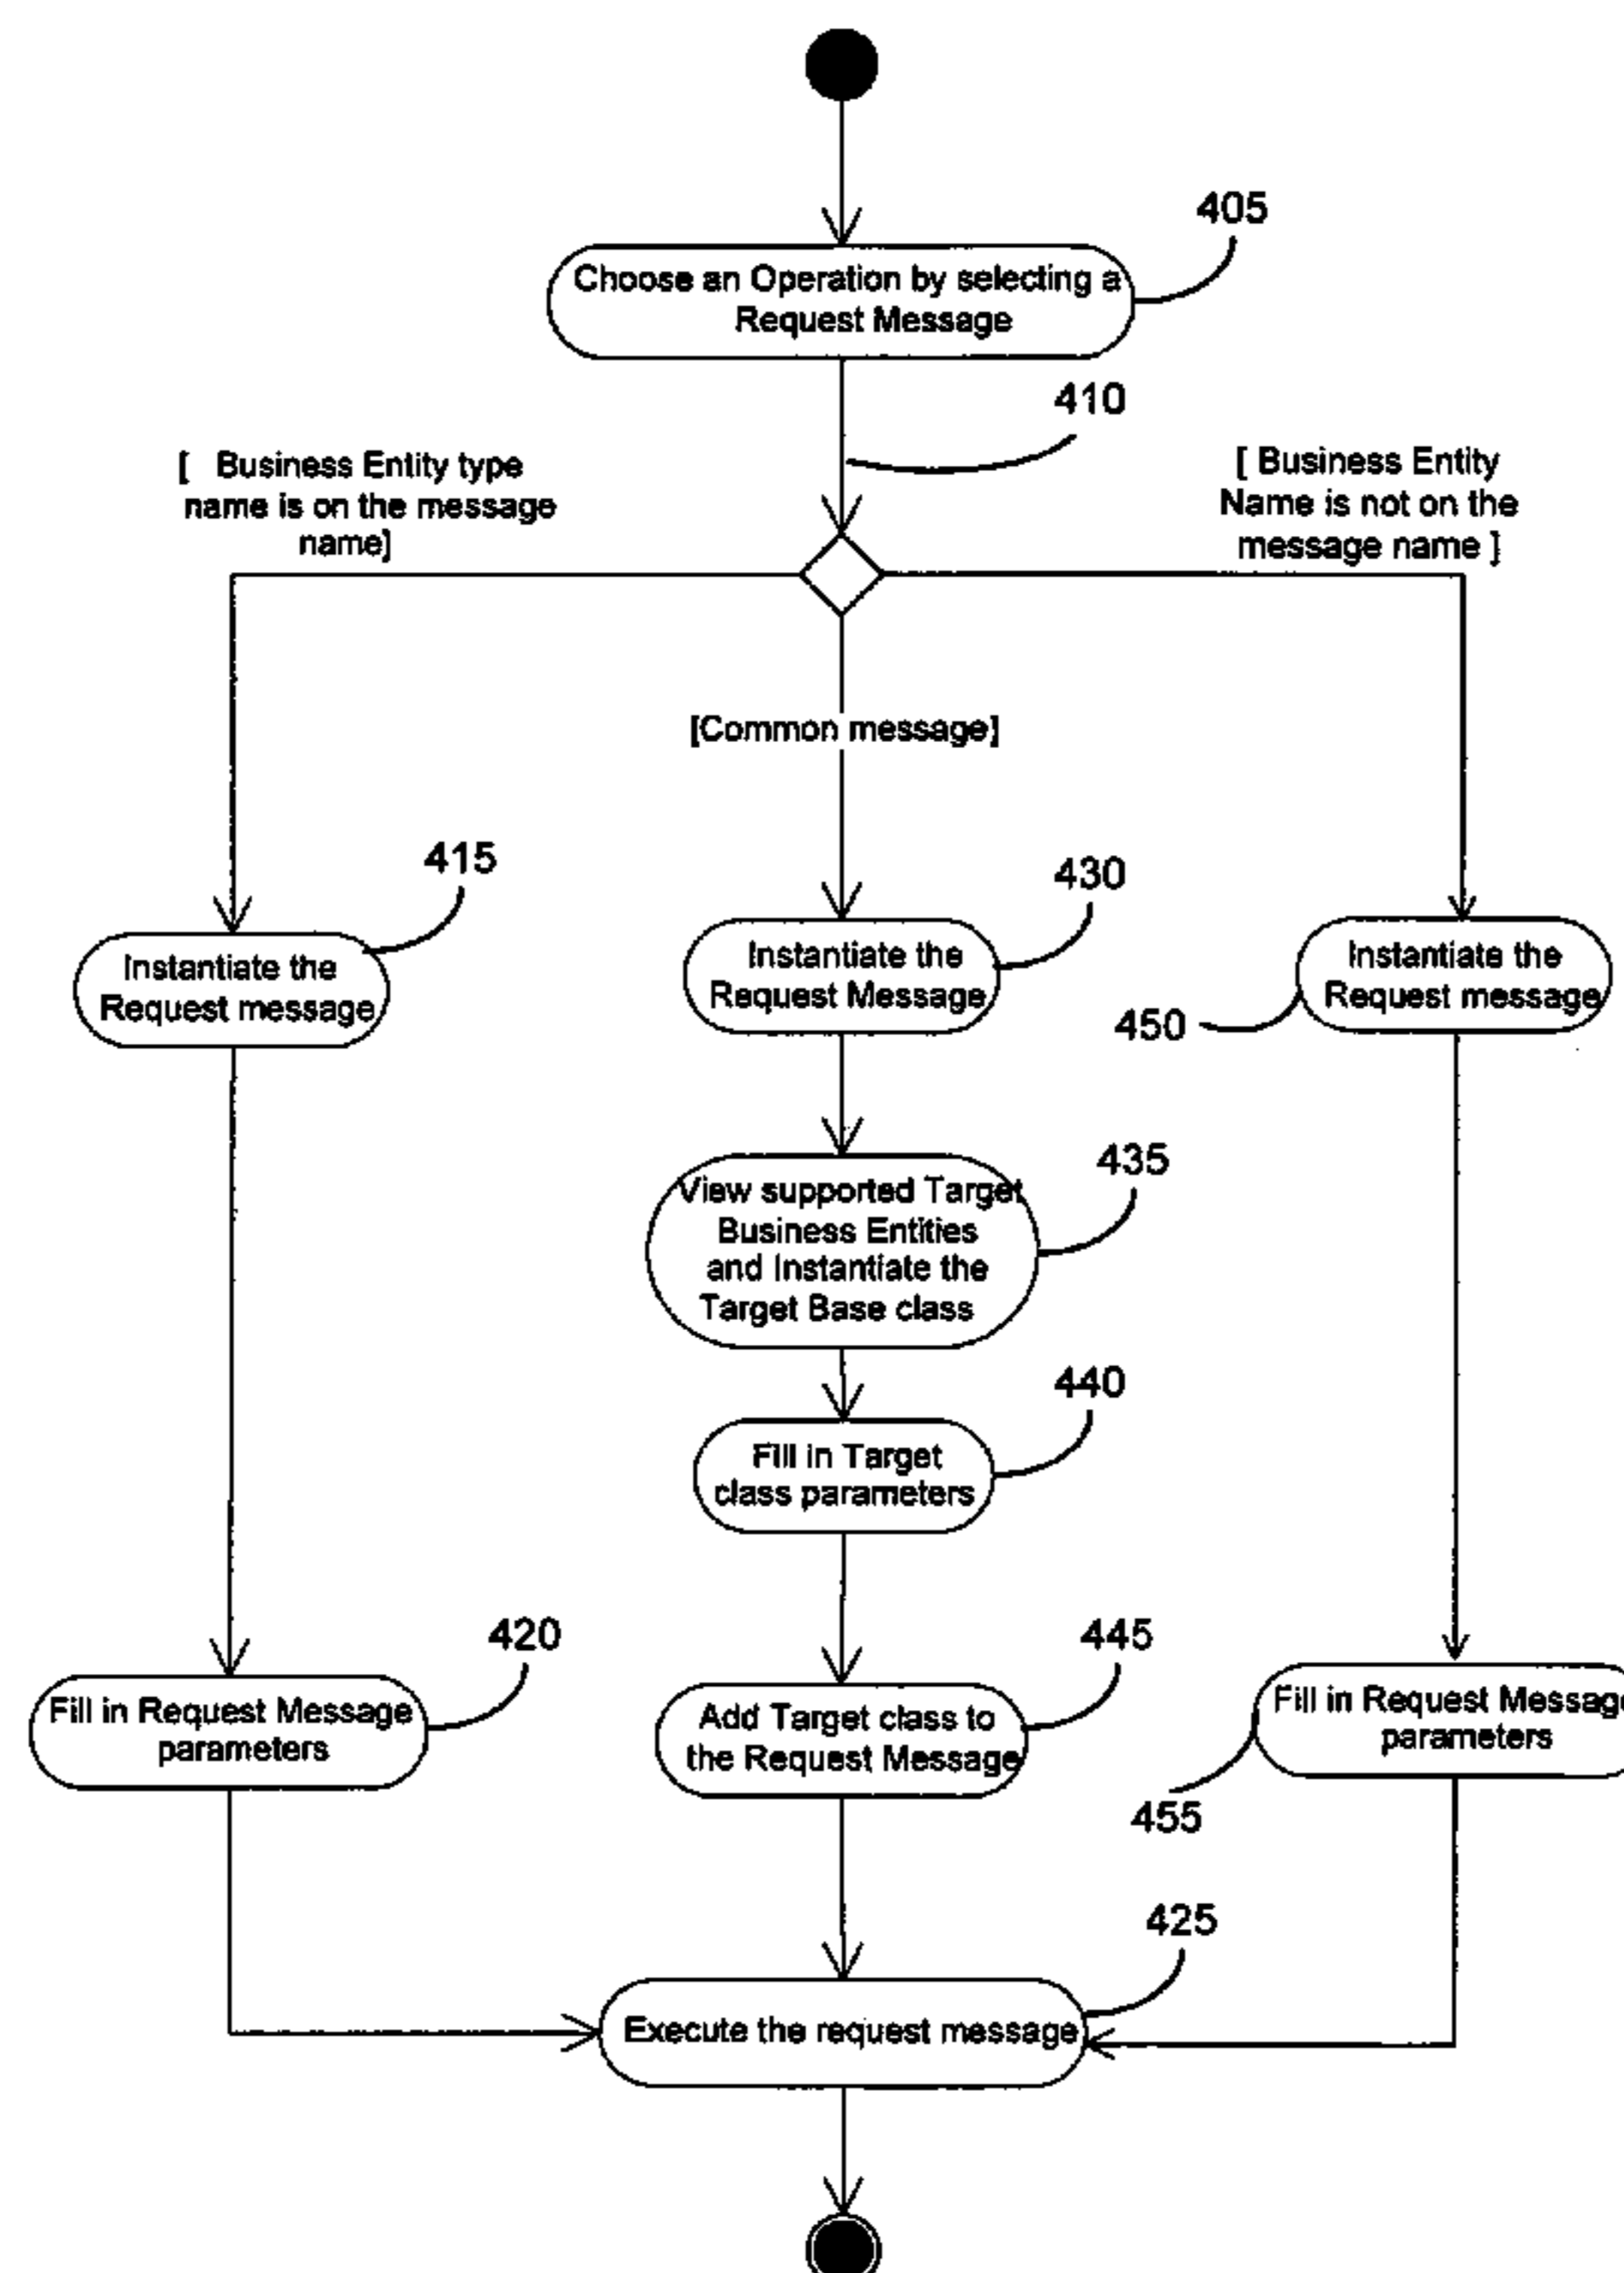 405
Choose an Operation by selecting a
Request Message
410
[ Business Entity type
name is on the message
name]
[ Business Entity
Name is not on the
message name ]
[Common message]
415
Instantiate the
Request message
430
Instantiate the
Request Message
450
Instantiate the
Request message
435
View supported Target
Business Entities
and Instantiate the
Target Base class
440
Fill in Target
class parameters
420
Fill in Request Message
parameters
445
Add Target class to
the Request Message
Fill in Request Message
parameters
455
425
Execute the request message